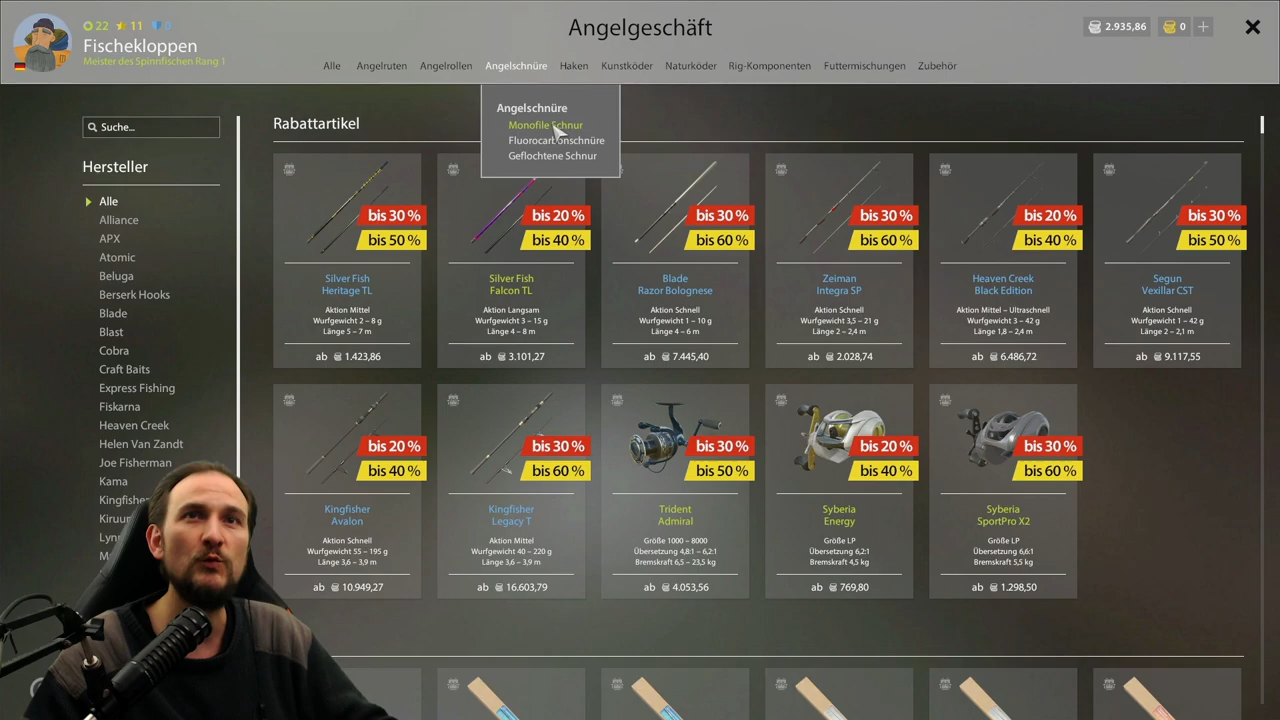 22 11 0
Fischekloppen
Meister des Spinnfischen Rang 1
Angelgeschäft
2.935,86 0 +
Alle Angelruten Angelrollen Angelschnüre Haken Kunstköder Naturköder Rig-Komponenten Futtermischungen Zubehör
Angelschnüre
Monofile Schnur
Fluorocarbonschnüre
Geflochtene Schnur
Suche...
Hersteller
Alle
Alliance
APX
Atomic
Beluga
Berserk Hooks
Blade
Blast
Cobra
Craft Baits
Express Fishing
Fiskarna
Heaven Creek
Helen Van Zandt
Joe Fisherman
Kama
Rabattartikel
bis 30 %
bis 50 %
Silver Fish
Heritage TL
Aktion Mittel
Wurfgewicht 2 – 8 g
Länge 5 – 7 m
ab 1.423,86
bis 20 %
bis 40 %
Silver Fish
Falcon TL
Aktion Langsam
Wurfgewicht 3 – 15 g
Länge 4 – 8 m
ab 3.101,27
bis 30 %
bis 60 %
Blade
Razor Bolognese
Aktion Schnell
Wurfgewicht 1 – 10 g
Länge 4 – 6 m
ab 7.445,40
bis 30 %
bis 60 %
Zeiman
Integra SP
Aktion Schnell
Wurfgewicht 3,5 – 21 g
Länge 2 – 2,4 m
ab 2.028,74
bis 20 %
bis 40 %
Heaven Creek
Black Edition
Aktion Mittel – Ultraschnell
Wurfgewicht 3 – 42 g
Länge 1,8 – 2,4 m
ab 6.486,72
bis 30 %
bis 50 %
Segun
Vexillar CST
Aktion Schnell
Wurfgewicht 1 – 42 g
Länge 2 – 2,1 m
ab 9.117,55
bis 20 %
bis 40 %
Kingfisher
Avalon
Aktion Schnell
Wurfgewicht 55 – 195 g
Länge 3,6 – 3,9 m
ab 10.949,27
bis 30 %
bis 60 %
Kingfisher
Legacy T
Aktion Mittel
Wurfgewicht 40 – 220 g
Länge 3,6 – 3,9 m
ab 16.603,79
bis 30 %
bis 50 %
Trident
Admiral
Größe 1000 – 8000
Übersetzung 4,8:1 – 6,2:1
Bremskraft 6,5 – 23,5 kg
ab 4.053,56
bis 20 %
bis 40 %
Syberia
Energy
Größe LP
Übersetzung 6,2:1
Bremskraft 4,5 kg
ab 769,80
bis 30 %
bis 60 %
Syberia
SportPro X2
Größe LP
Übersetzung 6,6:1
Bremskraft 5,5 kg
ab 1.298,50